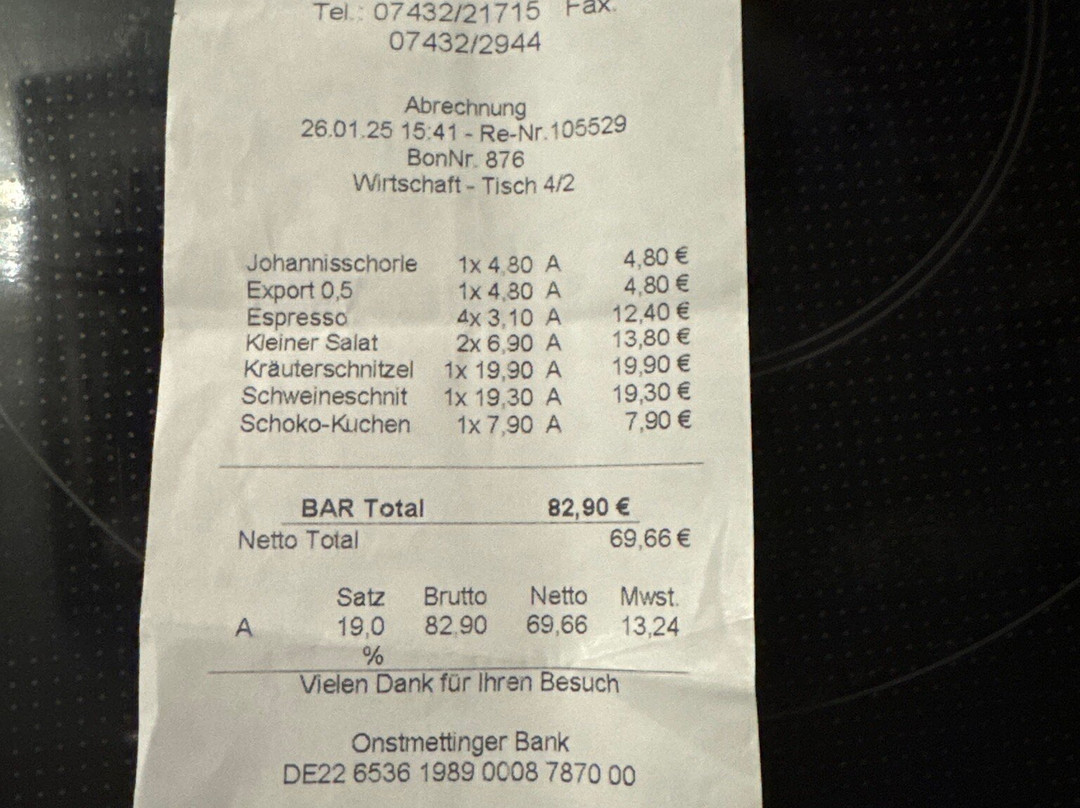 Tel.: 07432/21715 Fax.
07432/2944
Abrechnung
26.01.25 15:41 - Re-Nr.105529
BonNr. 876
Wirtschaft - Tisch 4/2
Johannisschorle 1x 4,80 A 4,80 €
Export 0,5 1x 4,80 A 4,80 €
Espresso 4x 3,10 A 12,40 €
Kleiner Salat 2x 6,90 A 13,80 €
Kräuterschnitzel 1x 19,90 A 19,90 €
Schweineschnit 1x 19,30 A 19,30 €
Schoko-Kuchen 1x 7,90 A 7,90 €
BAR Total 82,90 €
Netto Total 69,66 €
Satz Brutto Netto Mwst.
A 19,0 82,90 69,66 13,24
%
Vielen Dank für Ihren Besuch
Onstmettinger Bank
DE22 6536 1989 0008 7870 00